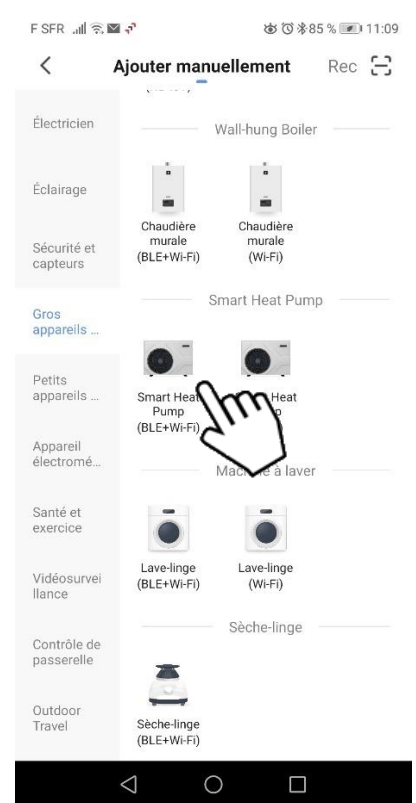 F SFR 85 % 11:09
Ajouter manuellement Rec
Électricien
Éclairage
Sécurité et
capteurs
Gros
appareils ...
Petits
appareils ...
Appareil
électromé...
Santé et
exercice
Vidéosurvei
llance
Contrôle de
passerelle
Outdoor
Travel
Wall-hung Boiler
Chaudière
murale
(BLE+Wi-Fi)
Chaudière
murale
(Wi-Fi)
Smart Heat Pump
Smart Heat
Pump
(BLE+Wi-Fi)
Heat
Machine à laver
Lave-linge
(BLE+Wi-Fi)
Lave-linge
(Wi-Fi)
Sèche-linge
Sèche-linge
(BLE+Wi-Fi)